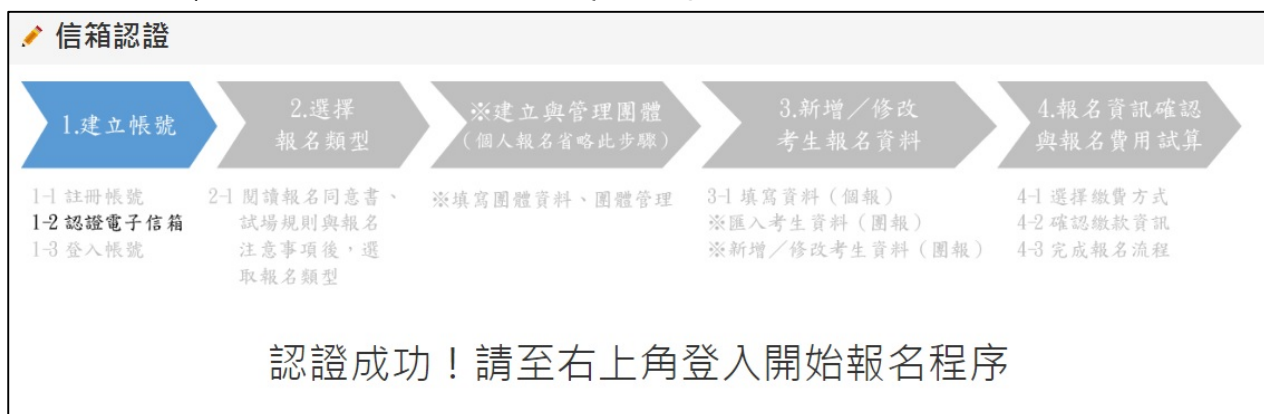 信箱認證
1.建立帳號
2.選擇
報名類型
※建立與管理團體
(個人報名省略此步驟)
3.新增／修改
考生報名資料
4.報名資訊確認
與報名費用試算
1-1 註冊帳號
1-2 認證電子信箱
1-3 登入帳號
2-1 閱讀報名同意書、
試場規則與報名
注意事項後，選
取報名類型
※填寫團體資料、團體管理
3-1 填寫資料（個報）
※匯入考生資料（團報）
※新增／修改考生資料（團報）
4-1 選擇繳費方式
4-2 確認繳款資訊
4-3 完成報名流程
認證成功！請至右上角登入開始報名程序